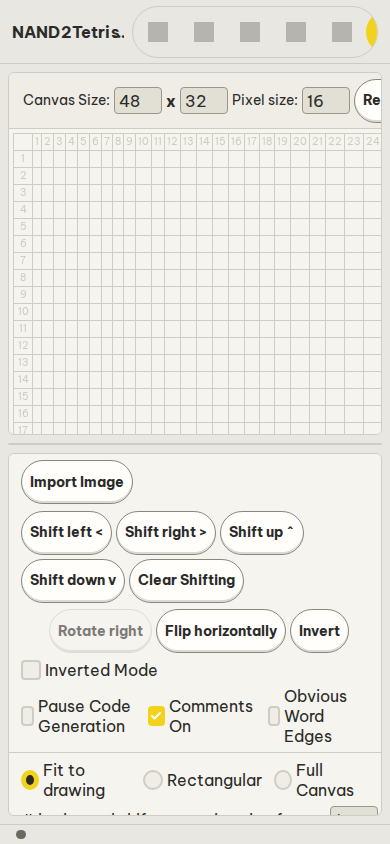 NAND2Tetris..
Canvas Size: 48 x 32 Pixel size: 16 Re
1 2 3 4 5 6 7 8 9 10 11 12 13 14 15 16 17 18 19 20 21 22 23 24
1
2
3
4
5
6
7
8
9
10
11
12
13
14
15
16
17
Import Image
Shift left < Shift right > Shift up ^
Shift down v Clear Shifting
Rotate right Flip horizontally Invert
Inverted Mode
Pause Code Generation
Comments On
Obvious Word Edges
Fit to drawing
Rectangular
Full Canvas